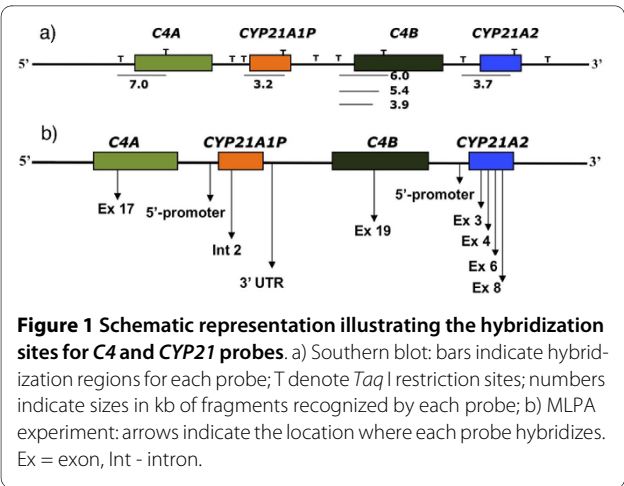 a)
C4A CYP21A1P C4B CYP21A2
T T T T T T T T T T T
5' 3'
7.0 3.2 6.0 3.7
5.4
3.9
b)
C4A CYP21A1P C4B CYP21A2
5' 3'
Ex 17 5'-promoter Ex 19 5'-promoter
Int 2 Ex 3
3' UTR Ex 4
Ex 6
Ex 8
Figure 1 Schematic representation illustrating the hybridization
sites for C4 and CYP21 probes. a) Southern blot: bars indicate hybrid-
ization regions for each probe; T denote Taq I restriction sites; numbers
indicate sizes in kb of fragments recognized by each probe; b) MLPA
experiment: arrows indicate the location where each probe hybridizes.
Ex = exon, Int - intron.